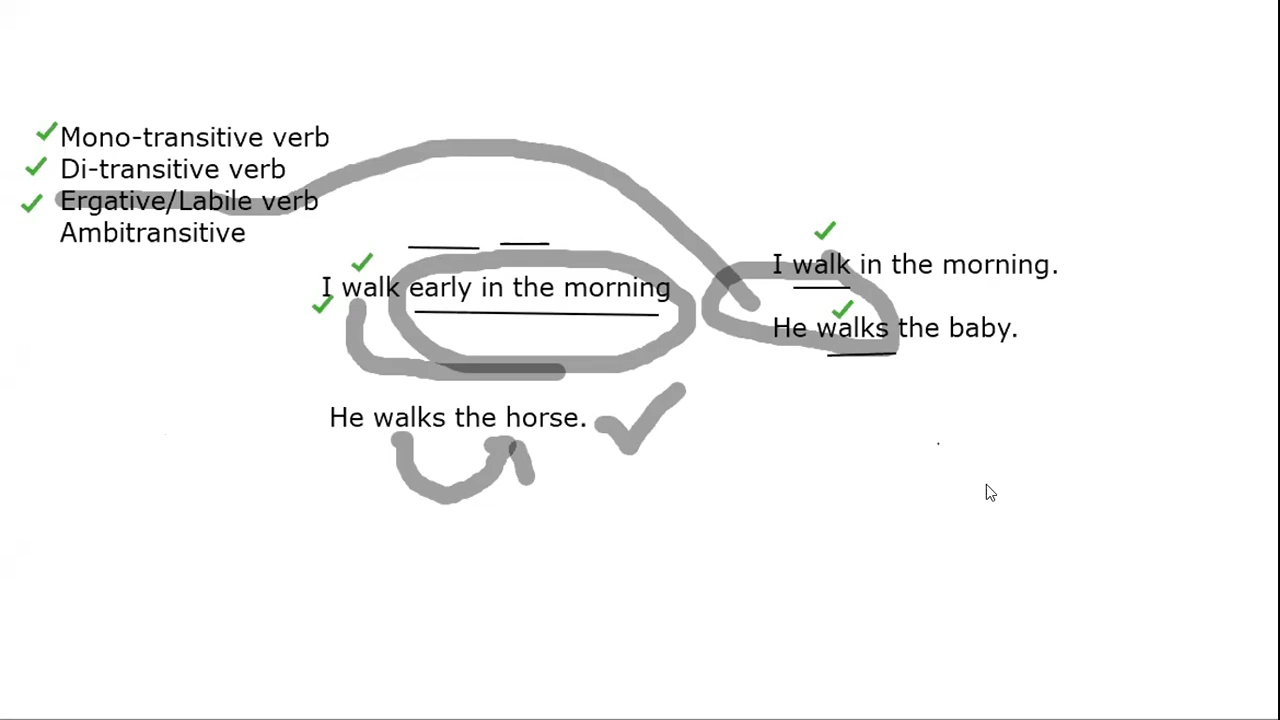 Mono-transitive verb
Di-transitive verb
Ergative/Labile verb
Ambitransitive
I walk early in the morning
He walks the horse.
I walk in the morning.
He walks the baby.